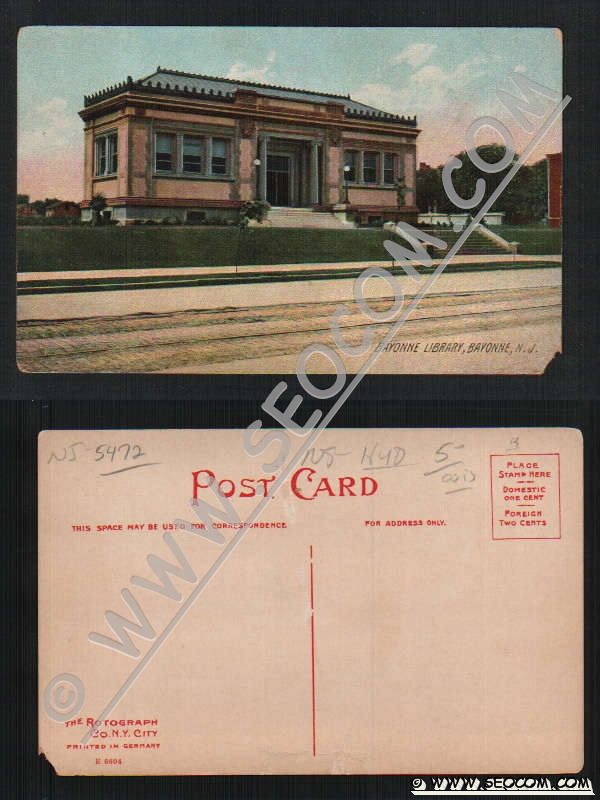 BAYONNE LIBRARY, BAYONNE, N.J.
© WWW.SEOCOM.COM
NJ-5472
5-
B
POST CARD
THIS SPACE MAY BE USED FOR CORRESPONDENCE
FOR ADDRESS ONLY.
PLACE
STAMP HERE
DOMESTIC
ONE CENT
FOREIGN
TWO CENTS
THE ROTOGRAPH
CO. N.Y. CITY
PRINTED IN GERMANY
E 6604
© WWW.SEOCOM.COM